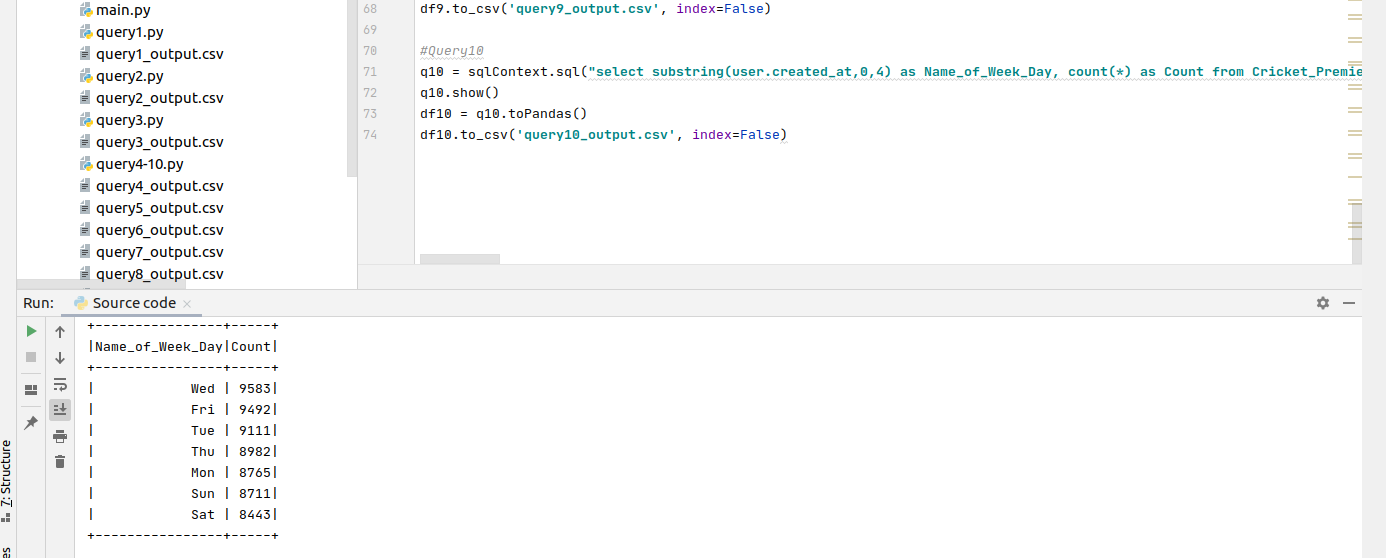 main.py
query1.py
query1_output.csv
query2.py
query2_output.csv
query3.py
query3_output.csv
query4-10.py
query4_output.csv
query5_output.csv
query6_output.csv
query7_output.csv
query8_output.csv
68 df9.to_csv('query9_output.csv', index=False)
69
70 #Query10
71 q10 = sqlContext.sql("select substring(user.created_at,0,4) as Name_of_Week_Day, count(*) as Count from Cricket_Premie
72 q10.show()
73 df10 = q10.toPandas()
74 df10.to_csv('query10_output.csv', index=False)
Run: Source code
+----------------+-----+
|Name_of_Week_Day|Count|
+----------------+-----+
|            Wed | 9583|
|            Fri | 9492|
|            Tue | 9111|
|            Thu | 8982|
|            Mon | 8765|
|            Sun | 8711|
|            Sat | 8443|
+----------------+-----+
7: Structure
es